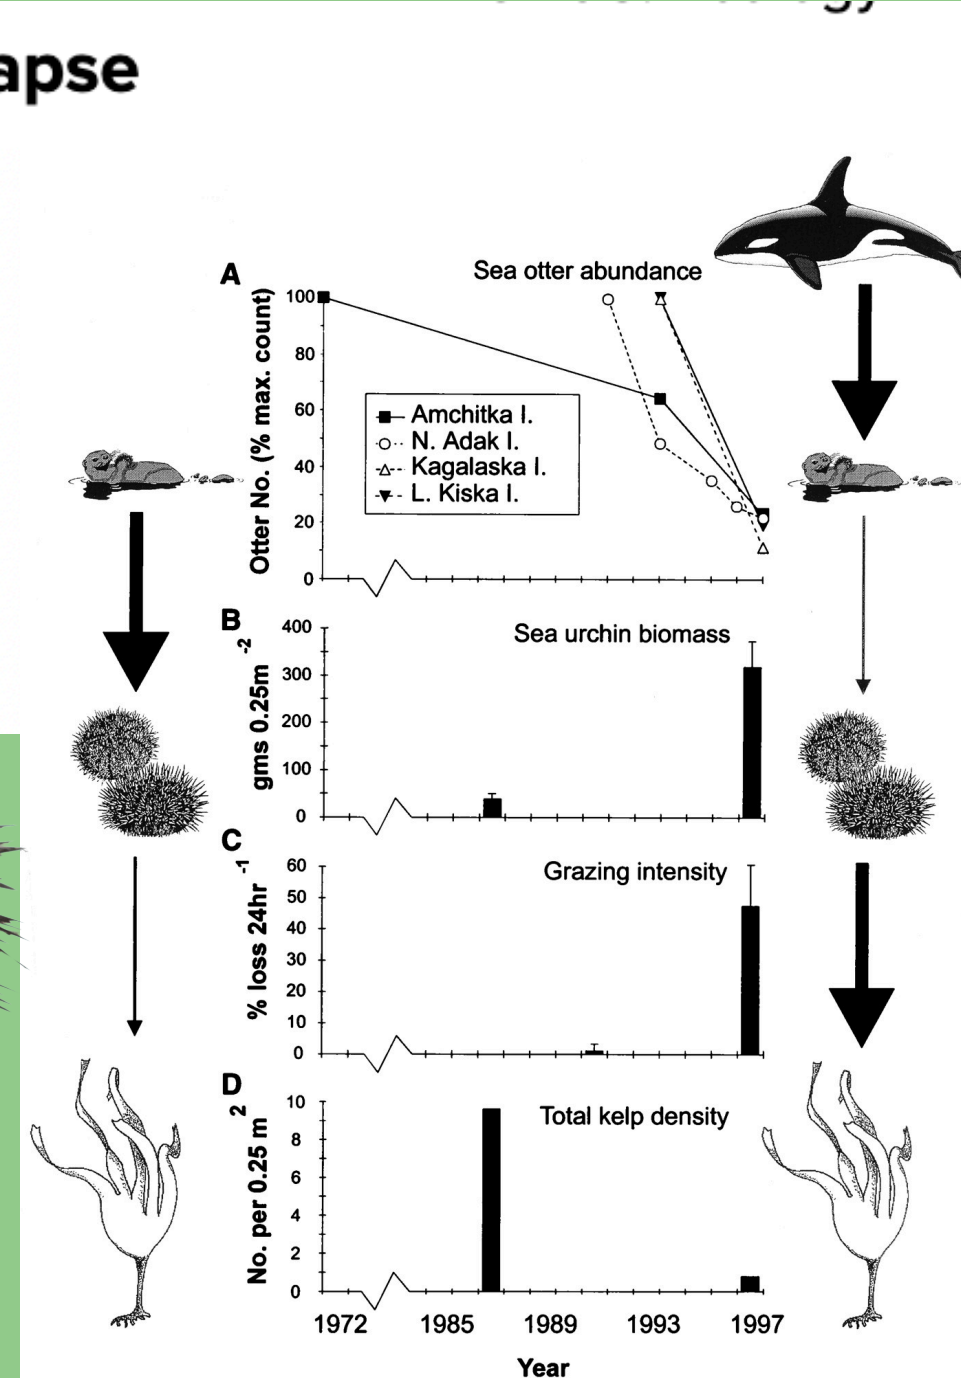 apse
A
Sea otter abundance
Otter No. (% max. count)
100
80
60
40
20
0
Amchitka I.
N. Adak I.
Kagalaska I.
L. Kiska I.
B
Sea urchin biomass
gms 0.25m -2
400
300
200
100
0
C
Grazing intensity
% loss 24hr -1
60
50
40
30
20
10
0
D
Total kelp density
No. per 0.25 m 2
10
8
6
4
2
0
1972 1985 1989 1993 1997
Year